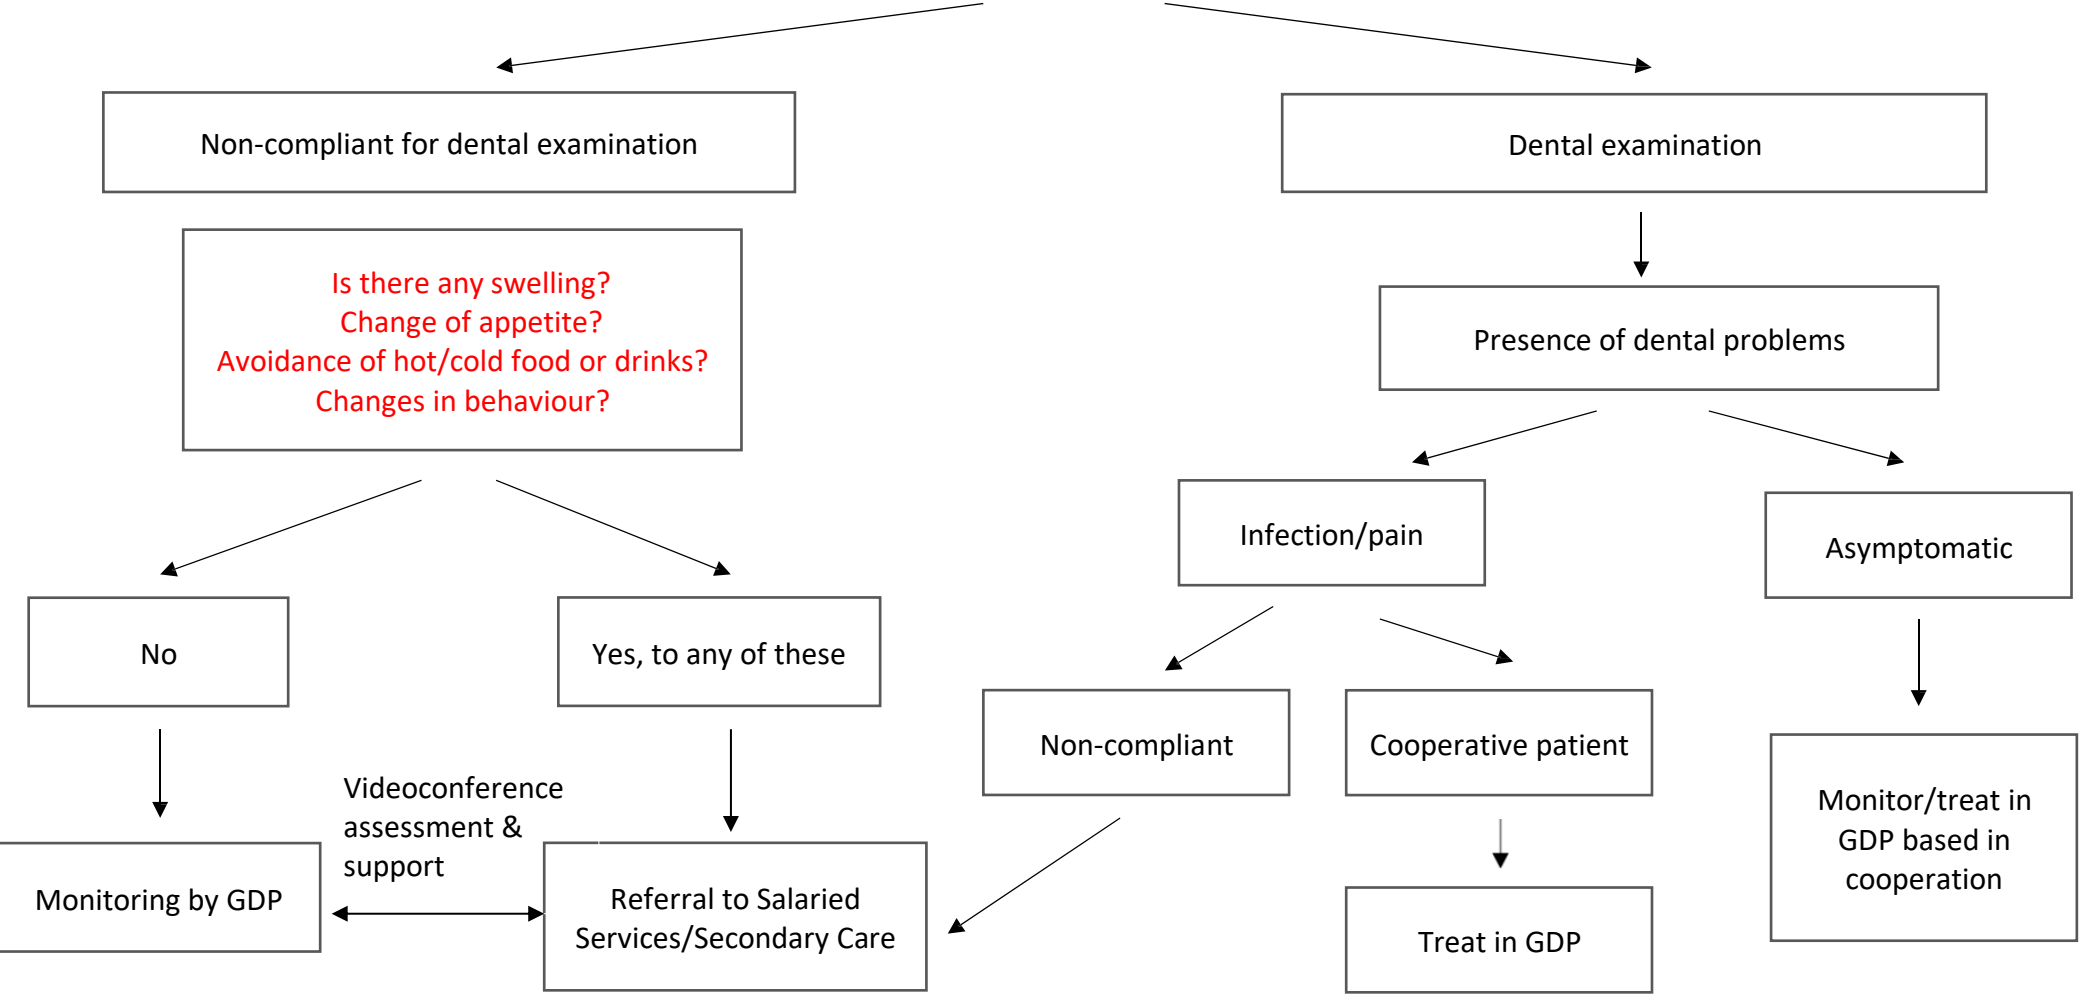 Non-compliant for dental examination
Dental examination
Is there any swelling?
Change of appetite?
Avoidance of hot/cold food or drinks?
Changes in behaviour?
Presence of dental problems
Infection/pain
Asymptomatic
No
Yes, to any of these
Non-compliant
Cooperative patient
Videoconference
assessment &
support
Monitor/treat in
GDP based in
cooperation
Monitoring by GDP
Referral to Salaried
Services/Secondary Care
Treat in GDP